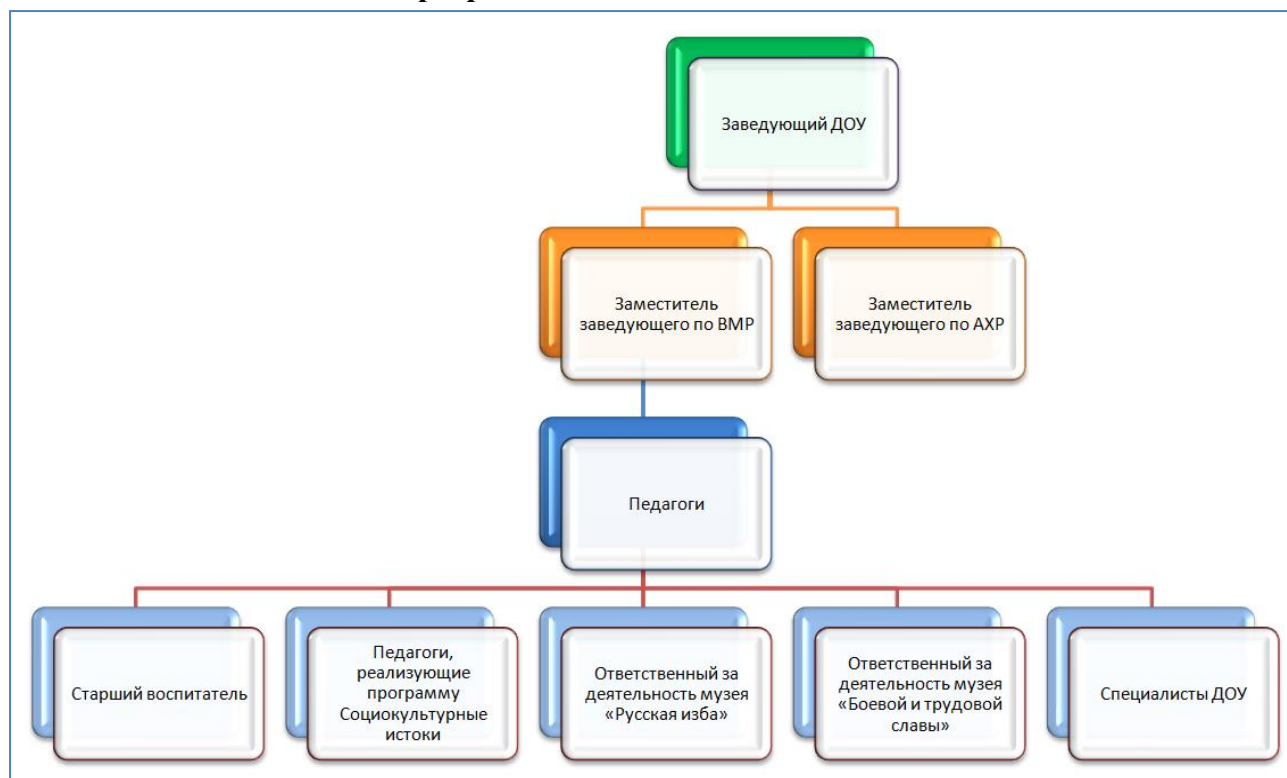 Заведующий ДОУ
Заместитель
заведующего по ВМР
Заместитель
заведующего по АХР
Педагоги
Старший воспитатель
Педагоги,
реализующие
программу
Социокультурные
истоки
Ответственный за
деятельность музея
«Русская изба»
Ответственный за
деятельность музея
«Боевой и трудовой
славы»
Специалисты ДОУ